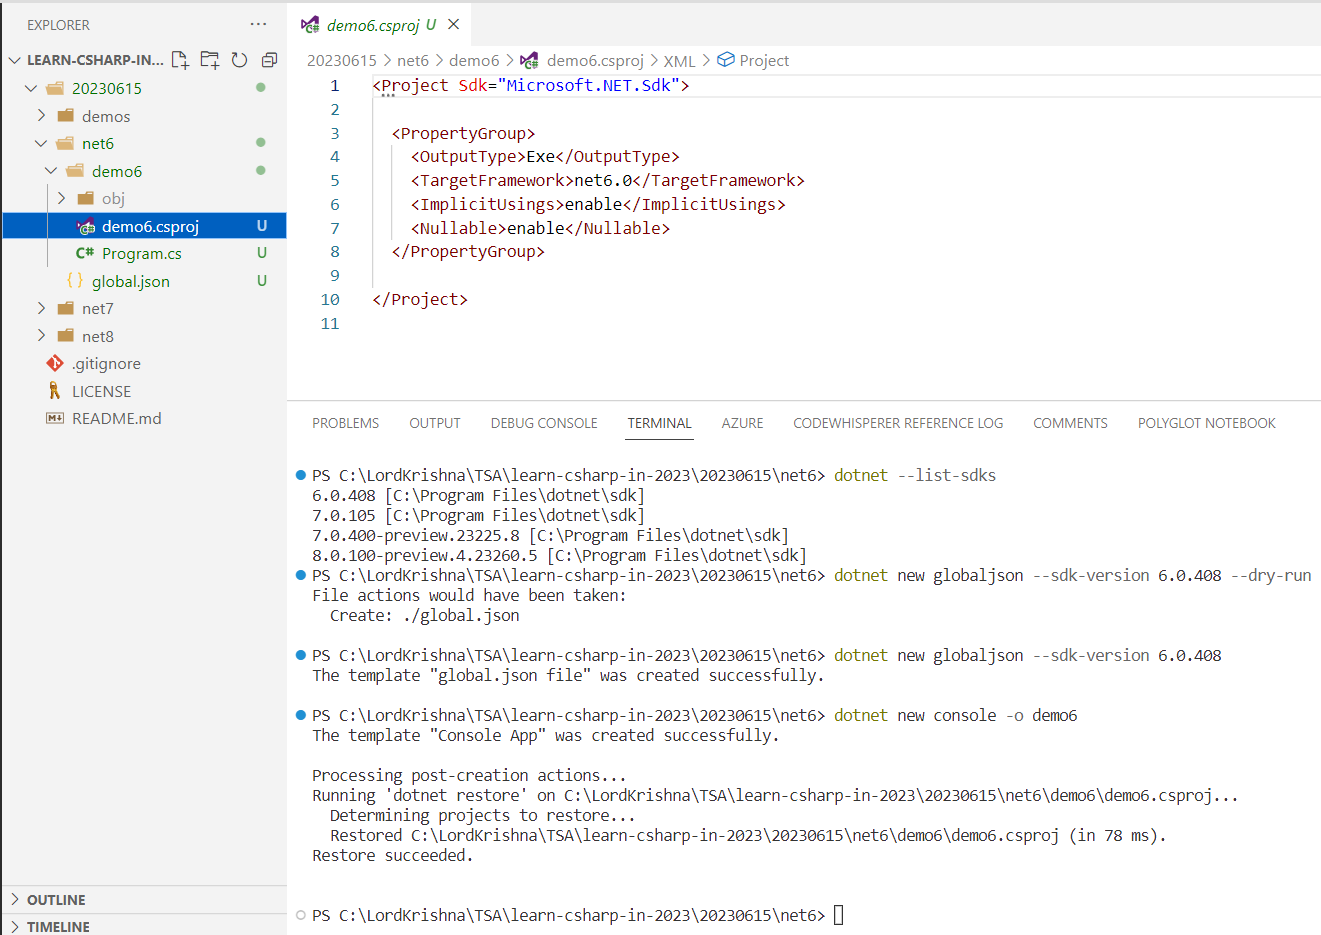 EXPLORER
LEARN-CSHARP-IN...
20230615
demos
net6
demo6
obj
demo6.csproj U
C# Program.cs U
{} global.json U
net7
net8
.gitignore
LICENSE
README.md
OUTLINE
TIMELINE
demo6.csproj U
20230615 > net6 > demo6 > demo6.csproj > XML > Project
1 <Project Sdk="Microsoft.NET.Sdk">
2
3 <PropertyGroup>
4 <OutputType>Exe</OutputType>
5 <TargetFramework>net6.0</TargetFramework>
6 <ImplicitUsings>enable</ImplicitUsings>
7 <Nullable>enable</Nullable>
8 </PropertyGroup>
9
10 </Project>
11
PROBLEMS OUTPUT DEBUG CONSOLE TERMINAL AZURE CODEWHISPERER REFERENCE LOG COMMENTS POLYGLOT NOTEBOOK
PS C:\LordKrishna\TSA\learn-csharp-in-2023\20230615\net6> dotnet --list-sdks
6.0.408 [C:\Program Files\dotnet\sdk]
7.0.105 [C:\Program Files\dotnet\sdk]
7.0.400-preview.23225.8 [C:\Program Files\dotnet\sdk]
8.0.100-preview.4.23260.5 [C:\Program Files\dotnet\sdk]
PS C:\LordKrishna\TSA\learn-csharp-in-2023\20230615\net6> dotnet new globaljson --sdk-version 6.0.408 --dry-run
File actions would have been taken:
Create: ./global.json
PS C:\LordKrishna\TSA\learn-csharp-in-2023\20230615\net6> dotnet new globaljson --sdk-version 6.0.408
The template "global.json file" was created successfully.
PS C:\LordKrishna\TSA\learn-csharp-in-2023\20230615\net6> dotnet new console -o demo6
The template "Console App" was created successfully.
Processing post-creation actions...
Running 'dotnet restore' on C:\LordKrishna\TSA\learn-csharp-in-2023\20230615\net6\demo6\demo6.csproj...
Determining projects to restore...
Restored C:\LordKrishna\TSA\learn-csharp-in-2023\20230615\net6\demo6\demo6.csproj (in 78 ms).
Restore succeeded.
PS C:\LordKrishna\TSA\learn-csharp-in-2023\20230615\net6>